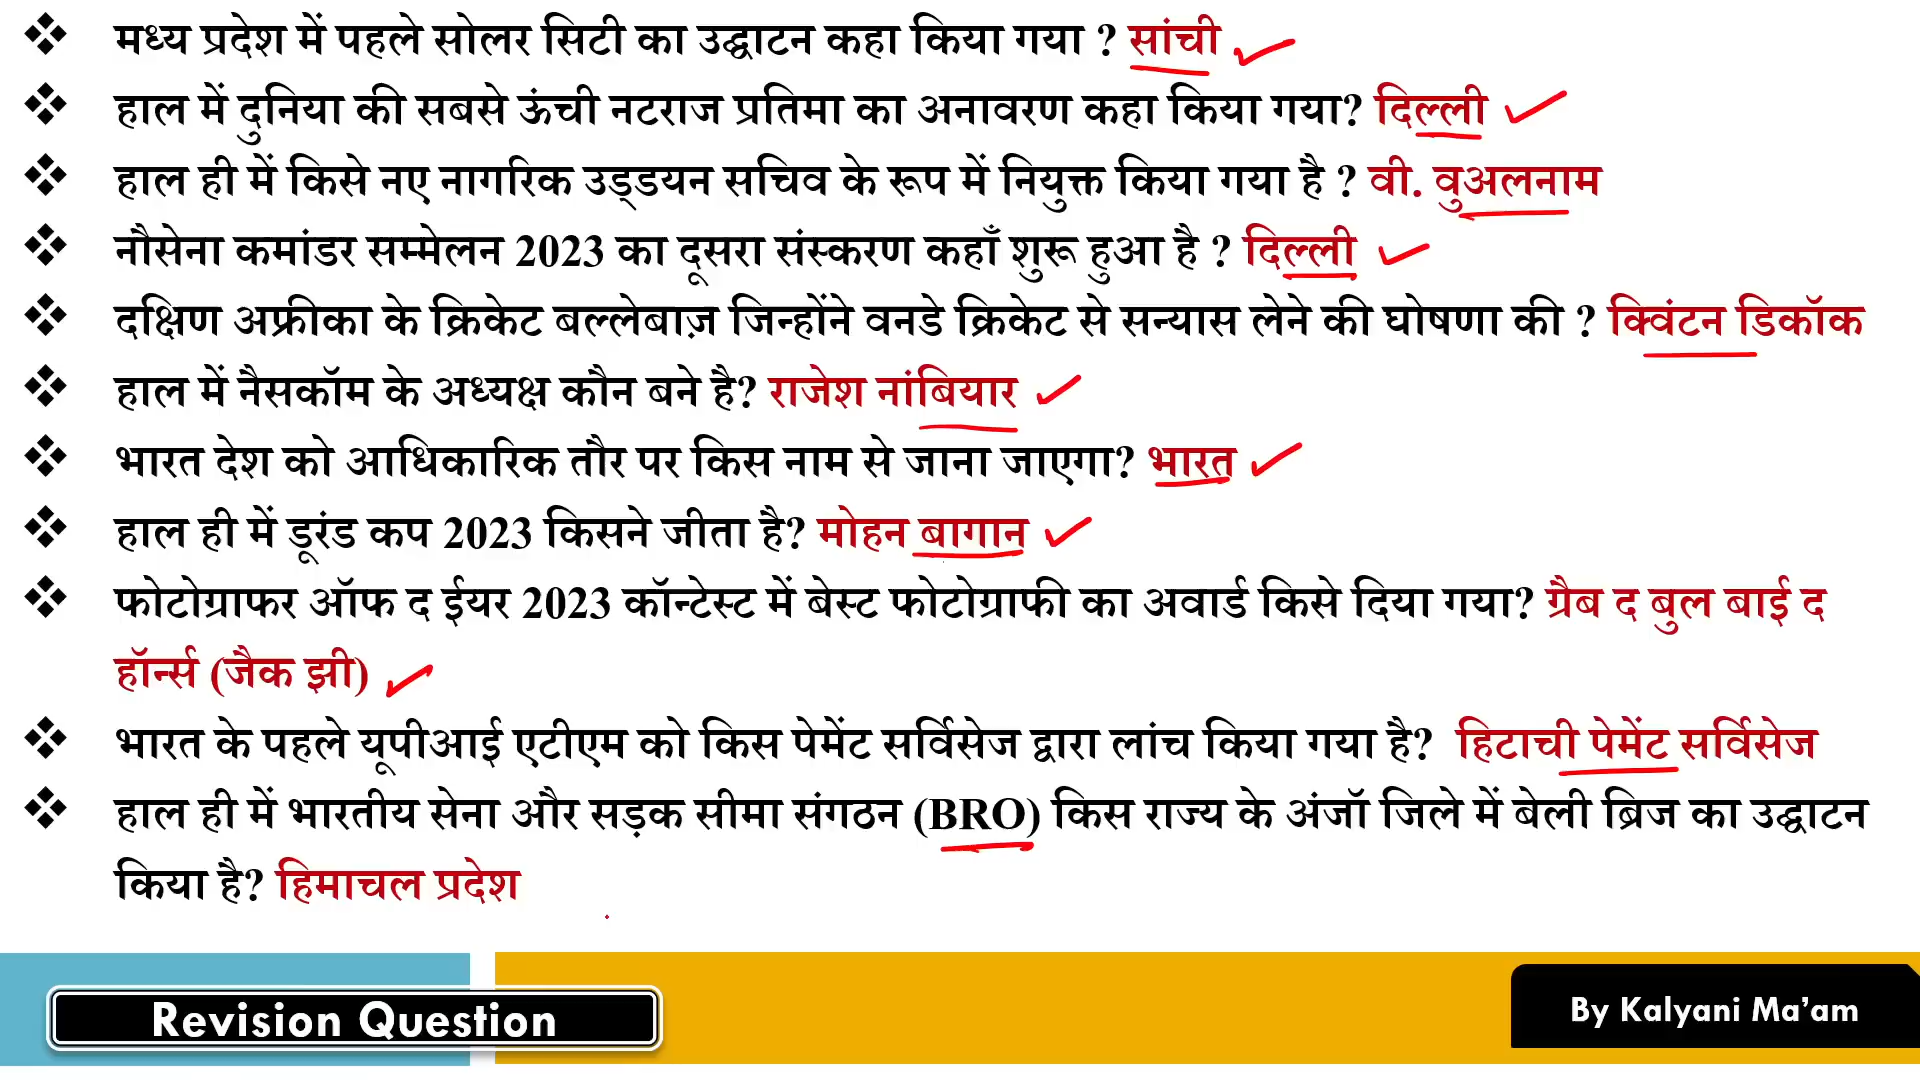 ❖ मध्य प्रदेश में पहले सोलर सिटी का उद्घाटन कहा किया गया ? सांची
❖ हाल में दुनिया की सबसे ऊंची नटराज प्रतिमा का अनावरण कहा किया गया? दिल्ली
❖ हाल ही में किसे नए नागरिक उड्डयन सचिव के रूप में नियुक्त किया गया है ? वी. वुअलनाम
❖ नौसेना कमांडर सम्मेलन 2023 का दूसरा संस्करण कहाँ शुरू हुआ है ? दिल्ली
❖ दक्षिण अफ्रीका के क्रिकेट बल्लेबाज़ जिन्होंने वनडे क्रिकेट से सन्यास लेने की घोषणा की ? क्विंटन डिकॉक
❖ हाल में नैसकॉम के अध्यक्ष कौन बने है? राजेश नांबियार
❖ भारत देश को आधिकारिक तौर पर किस नाम से जाना जाएगा? भारत
❖ हाल ही में डूरंड कप 2023 किसने जीता है? मोहन बागान
❖ फोटोग्राफर ऑफ द ईयर 2023 कॉन्टेस्ट में बेस्ट फोटोग्राफी का अवार्ड किसे दिया गया? ग्रैब द बुल बाई द
हॉर्न्स (जैक झी)
❖ भारत के पहले यूपीआई एटीएम को किस पेमेंट सर्विसेज द्वारा लांच किया गया है? हिटाची पेमेंट सर्विसेज
❖ हाल ही में भारतीय सेना और सड़क सीमा संगठन (BRO) किस राज्य के अंजॉ जिले में बेली ब्रिज का उद्घाटन
किया है? हिमाचल प्रदेश
Revision Question
By Kalyani Ma’am